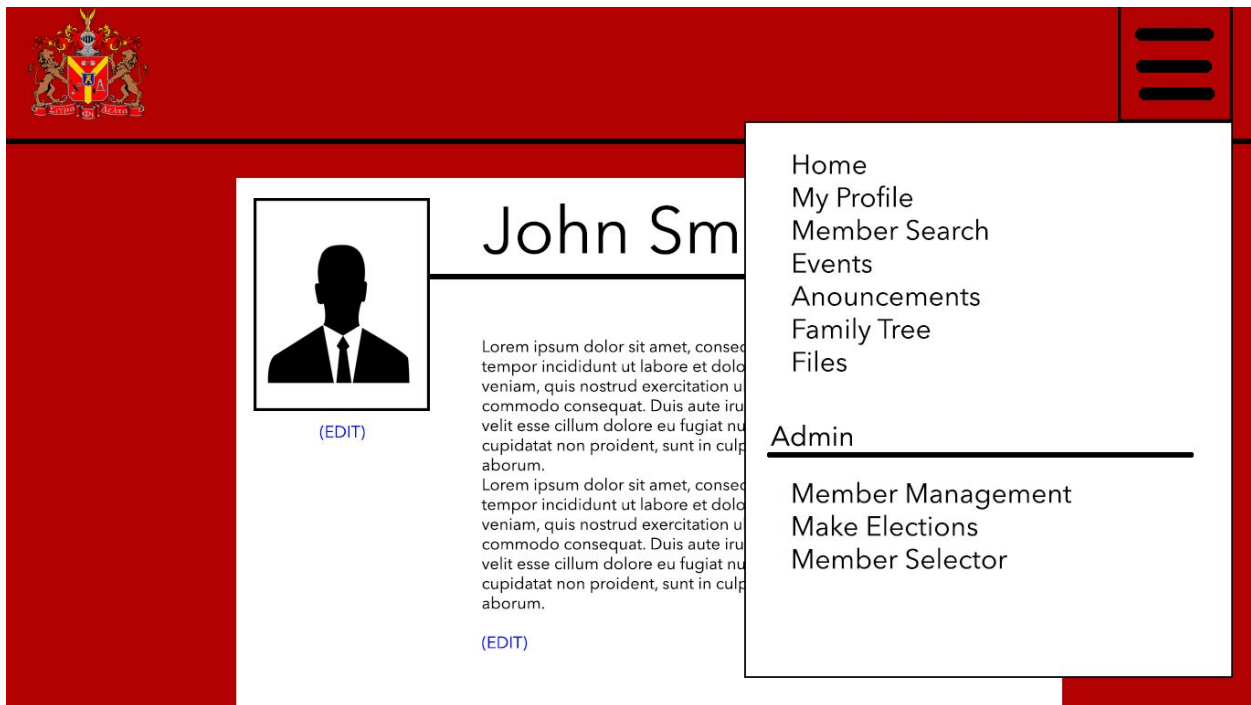 Σιγμα Φι Δελτα
John Sm
(EDIT)
Lorem ipsum dolor sit amet, consec
tempor incididunt ut labore et dolo
veniam, quis nostrud exercitation u
commodo consequat. Duis aute iru
velit esse cillum dolore eu fugiat nu
cupidatat non proident, sunt in culp
aborum.
Lorem ipsum dolor sit amet, consec
tempor incididunt ut labore et dolo
veniam, quis nostrud exercitation u
commodo consequat. Duis aute iru
velit esse cillum dolore eu fugiat nu
cupidatat non proident, sunt in culp
aborum.
(EDIT)
Home
My Profile
Member Search
Events
Anouncements
Family Tree
Files
Admin
Member Management
Make Elections
Member Selector